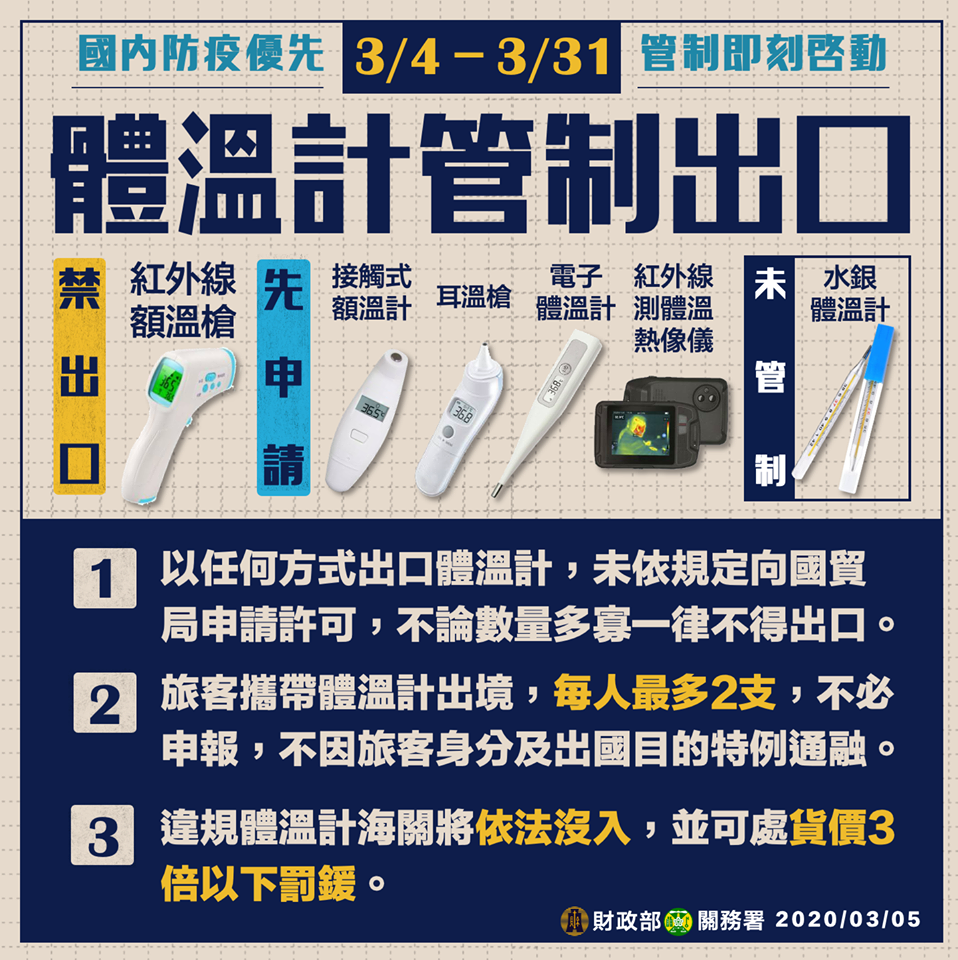 國內防疫優先 3/4－3/31 管制即刻啓動
體溫計管制出口
禁出口
紅外線
額溫槍
先申請
接觸式
額溫計
耳溫槍
電子
體溫計
紅外線
測體溫
熱像儀
未管制
水銀
體溫計
36.5
36.8
36.8
1
以任何方式出口體溫計，未依規定向國貿
局申請許可，不論數量多寡一律不得出口。
2
旅客攜帶體溫計出境，每人最多2支，不必
申報，不因旅客身分及出國目的特例通融。
3
違規體溫計海關將依法沒入，並可處貨價3
倍以下罰鍰。
財政部 關務署 2020/03/05